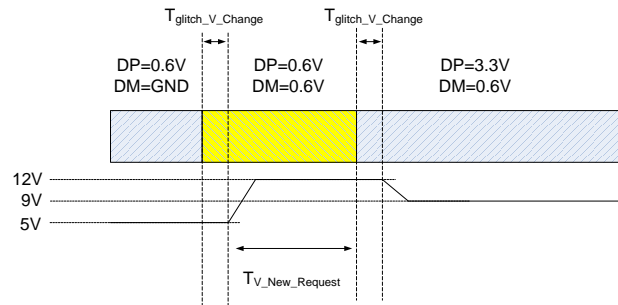 Tglitch_V_Change Tglitch_V_Change
DP=0.6V DP=0.6V DP=3.3V
DM=GND DM=0.6V DM=0.6V
12V
9V
5V
TV_New_Request